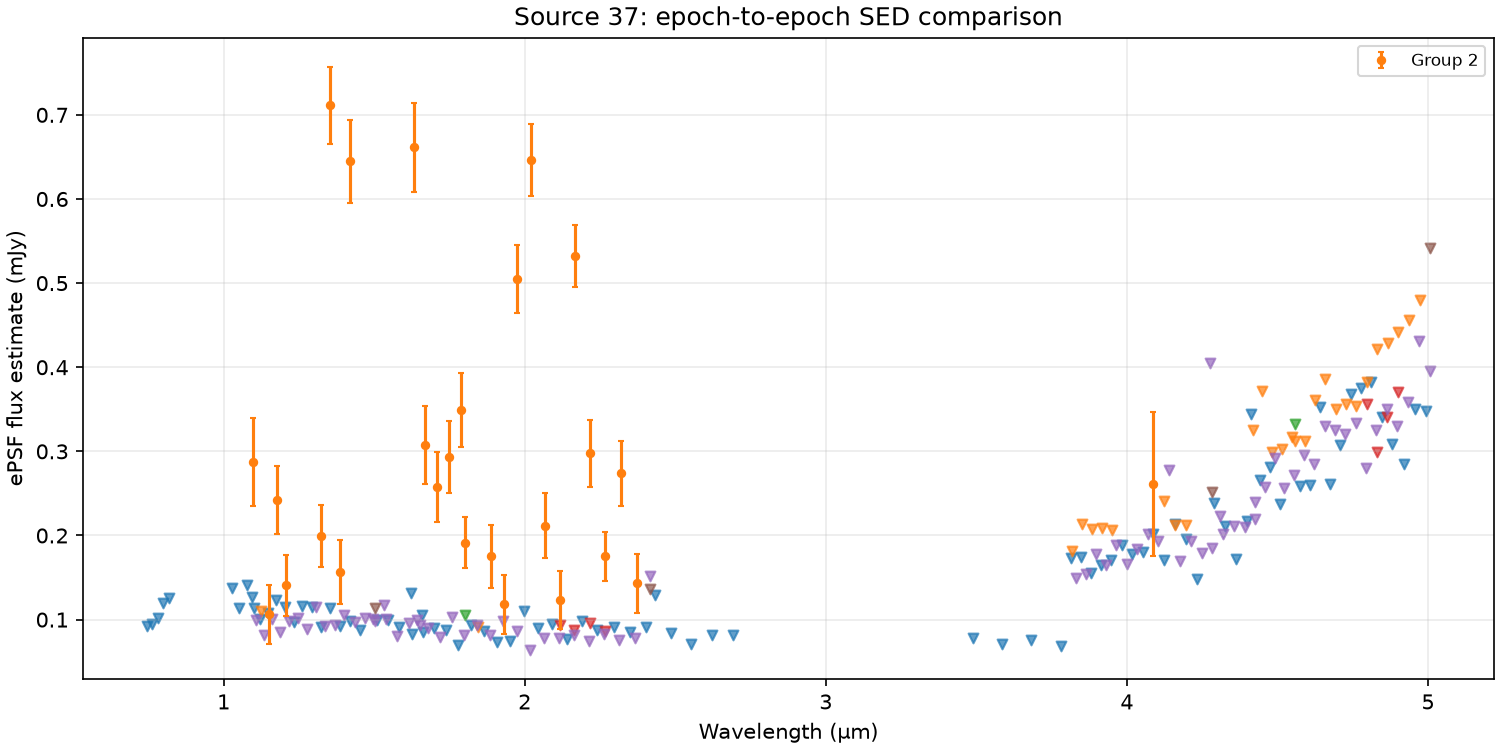 Source 37: epoch-to-epoch SED comparison
Group 2
ePSF flux estimate (mJy)
0.7
0.6
0.5
0.4
0.3
0.2
0.1
1 2 3 4 5
Wavelength (μm)